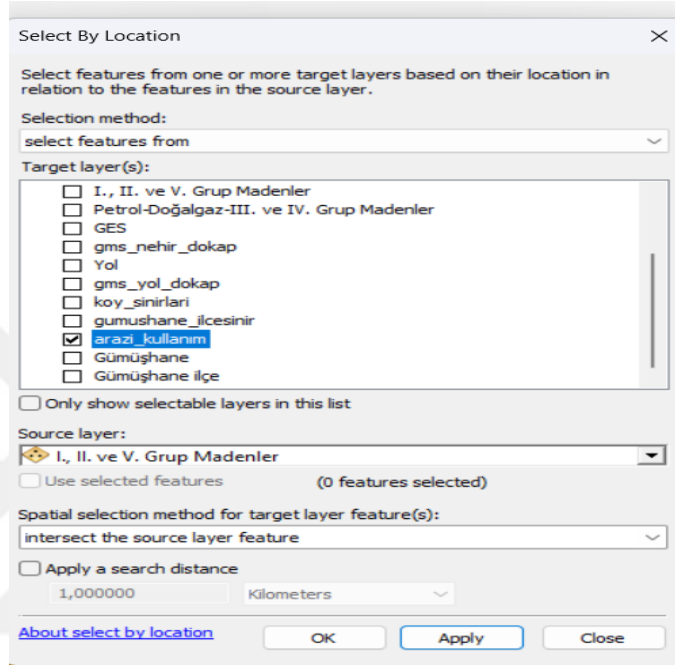 Select By Location
Select features from one or more target layers based on their location in
relation to the features in the source layer.
Selection method:
select features from
Target layer(s):
I., II. ve V. Grup Madenler
Petrol-Doğalgaz-III. ve IV. Grup Madenler
GES
gms_nehir_dokap
Yol
gms_yol_dokap
koy_sinirlari
gumushane_ilcesinir
arazi_kullanım
Gümüşhane
Gümüşhane ilçe
Only show selectable layers in this list
Source layer:
I., II. ve V. Grup Madenler
Use selected features (0 features selected)
Spatial selection method for target layer feature(s):
intersect the source layer feature
Apply a search distance
1,000000 Kilometers
About select by location OK Apply Close